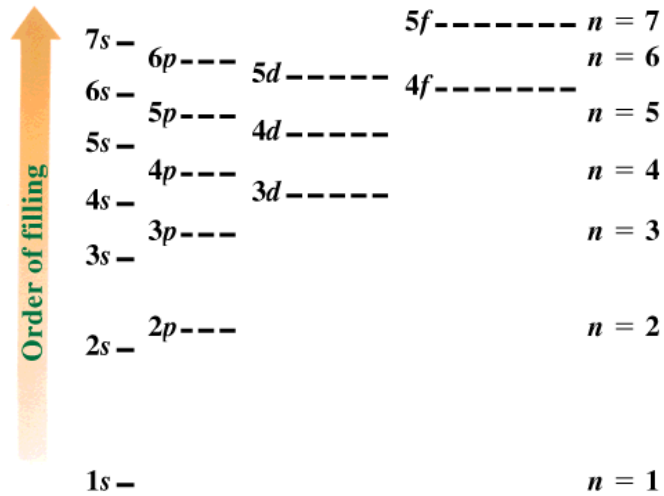 5f n = 7
7s
6p n = 6
5d
6s 4f
5p n = 5
4d
5s
4p n = 4
3d
4s
3p n = 3
3s
2p n = 2
2s
1s n = 1
Order of filling